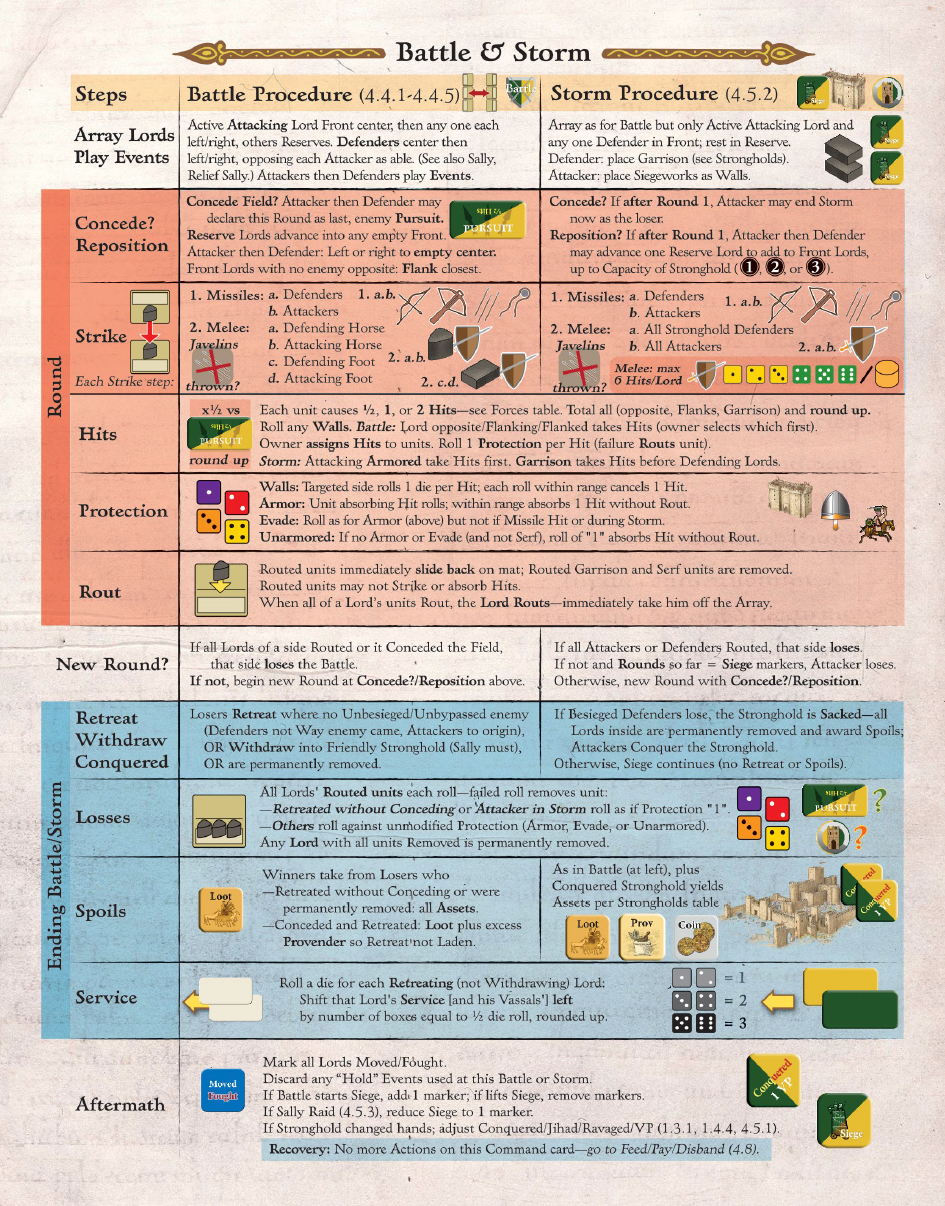 Battle & Storm
Steps
Battle Procedure (4.4.1-4.4.5)
Battle
Storm Procedure (4.5.2)
Siege
Array Lords
Play Events
Active Attacking Lord Front center, then any one each
left/right, others Reserves. Defenders center then
left/right, opposing each Attacker as able. (See also Sally,
Relief Sally.) Attackers then Defenders play Events.
Array as for Battle but only Active Attacking Lord and
any one Defender in Front; rest in Reserve.
Defender: place Garrison (see Strongholds).
Attacker: place Siegeworks as Walls.
Siege
Siege
Round
Concede?
Reposition
Concede Field? Attacker then Defender may
declare this Round as last, enemy Pursuit.
Reserve Lords advance into any empty Front.
Attacker then Defender: Left or right to empty center.
Front Lords with no enemy opposite: Flank closest.
PURSUIT
Concede? If after Round 1, Attacker may end Storm
now as the loser.
Reposition? If after Round 1, Attacker then Defender
may advance one Reserve Lord to add to Front Lords,
up to Capacity of Stronghold (1, 2, or 3).
Strike
Each Strike step:
1. Missiles: a. Defenders
b. Attackers
2. Melee: a. Defending Horse
b. Attacking Horse
c. Defending Foot
d. Attacking Foot
Javelins
thrown?
1. a.b.
2. a.b.
2. c.d.
1. Missiles: a. Defenders
b. Attackers
2. Melee: a. All Stronghold Defenders
b. All Attackers
Javelins
thrown?
1. a.b.
2. a.b.
Melee: max
6 Hits/Lord
Hits
x½ vs
PURSUIT
round up
Each unit causes ½, 1, or 2 Hits—see Forces table. Total all (opposite, Flanks, Garrison) and round up.
Roll any Walls. Battle: Lord opposite/Flanking/Flanked takes Hits (owner selects which first).
Owner assigns Hits to units. Roll 1 Protection per Hit (failure Routs unit).
Storm: Attacking Armored take Hits first. Garrison takes Hits before Defending Lords.
Protection
Walls: Targeted side rolls 1 die per Hit; each roll within range cancels 1 Hit.
Armor: Unit absorbing Hit rolls; within range absorbs 1 Hit without Rout.
Evade: Roll as for Armor (above) but not if Missile Hit or during Storm.
Unarmored: If no Armor or Evade (and not Serf), roll of "1" absorbs Hit without Rout.
Rout
Routed units immediately slide back on mat; Routed Garrison and Serf units are removed.
Routed units may not Strike or absorb Hits.
When all of a Lord's units Rout, the Lord Routs—immediately take him off the Array.
New Round?
If all Lords of a side Routed or it Conceded the Field,
that side loses the Battle.
If not, begin new Round at Concede?/Reposition above.
If all Attackers or Defenders Routed, that side loses.
If not and Rounds so far = Siege markers, Attacker loses.
Otherwise, new Round with Concede?/Reposition.
Ending Battle/Storm
Retreat
Withdraw
Conquered
Losers Retreat where no Unbesieged/Unbypassed enemy
(Defenders not Way enemy came, Attackers to origin),
OR Withdraw into Friendly Stronghold (Sally must),
OR are permanently removed.
If Besieged Defenders lose, the Stronghold is Sacked—all
Lords inside are permanently removed and award Spoils;
Attackers Conquer the Stronghold.
Otherwise, Siege continues (no Retreat or Spoils).
Losses
All Lords' Routed units each roll—failed roll removes unit:
—Retreated without Conceding or Attacker in Storm roll as if Protection "1".
—Others roll against unmodified Protection (Armor, Evade, or Unarmored).
Any Lord with all units Removed is permanently removed.
PURSUIT
?
?
Spoils
Loot
Winners take from Losers who
—Retreated without Conceding or were
permanently removed: all Assets.
—Conceded and Retreated: Loot plus excess
Provender so Retreat not Laden.
As in Battle (at left), plus
Conquered Stronghold yields
Assets per Strongholds table
Loot
Prov
Coin
Conquered
Conquered
1 VP
Service
Roll a die for each Retreating (not Withdrawing) Lord;
Shift that Lord's Service [and his Vassals'] left
by number of boxes equal to ½ die roll, rounded up.
= 1
= 2
= 3
Aftermath
Moved
Fought
Mark all Lords Moved/Fought.
Discard any "Hold" Events used at this Battle or Storm.
If Battle starts Siege, add 1 marker; if lifts Siege, remove markers.
If Sally Raid (4.5.3), reduce Siege to 1 marker.
If Stronghold changed hands; adjust Conquered/Jihad/Ravaged/VP (1.3.1, 1.4.4, 4.5.1).
Recovery: No more Actions on this Command card—go to Feed/Pay/Disband (4.8).
Conquered
1 VP
Siege